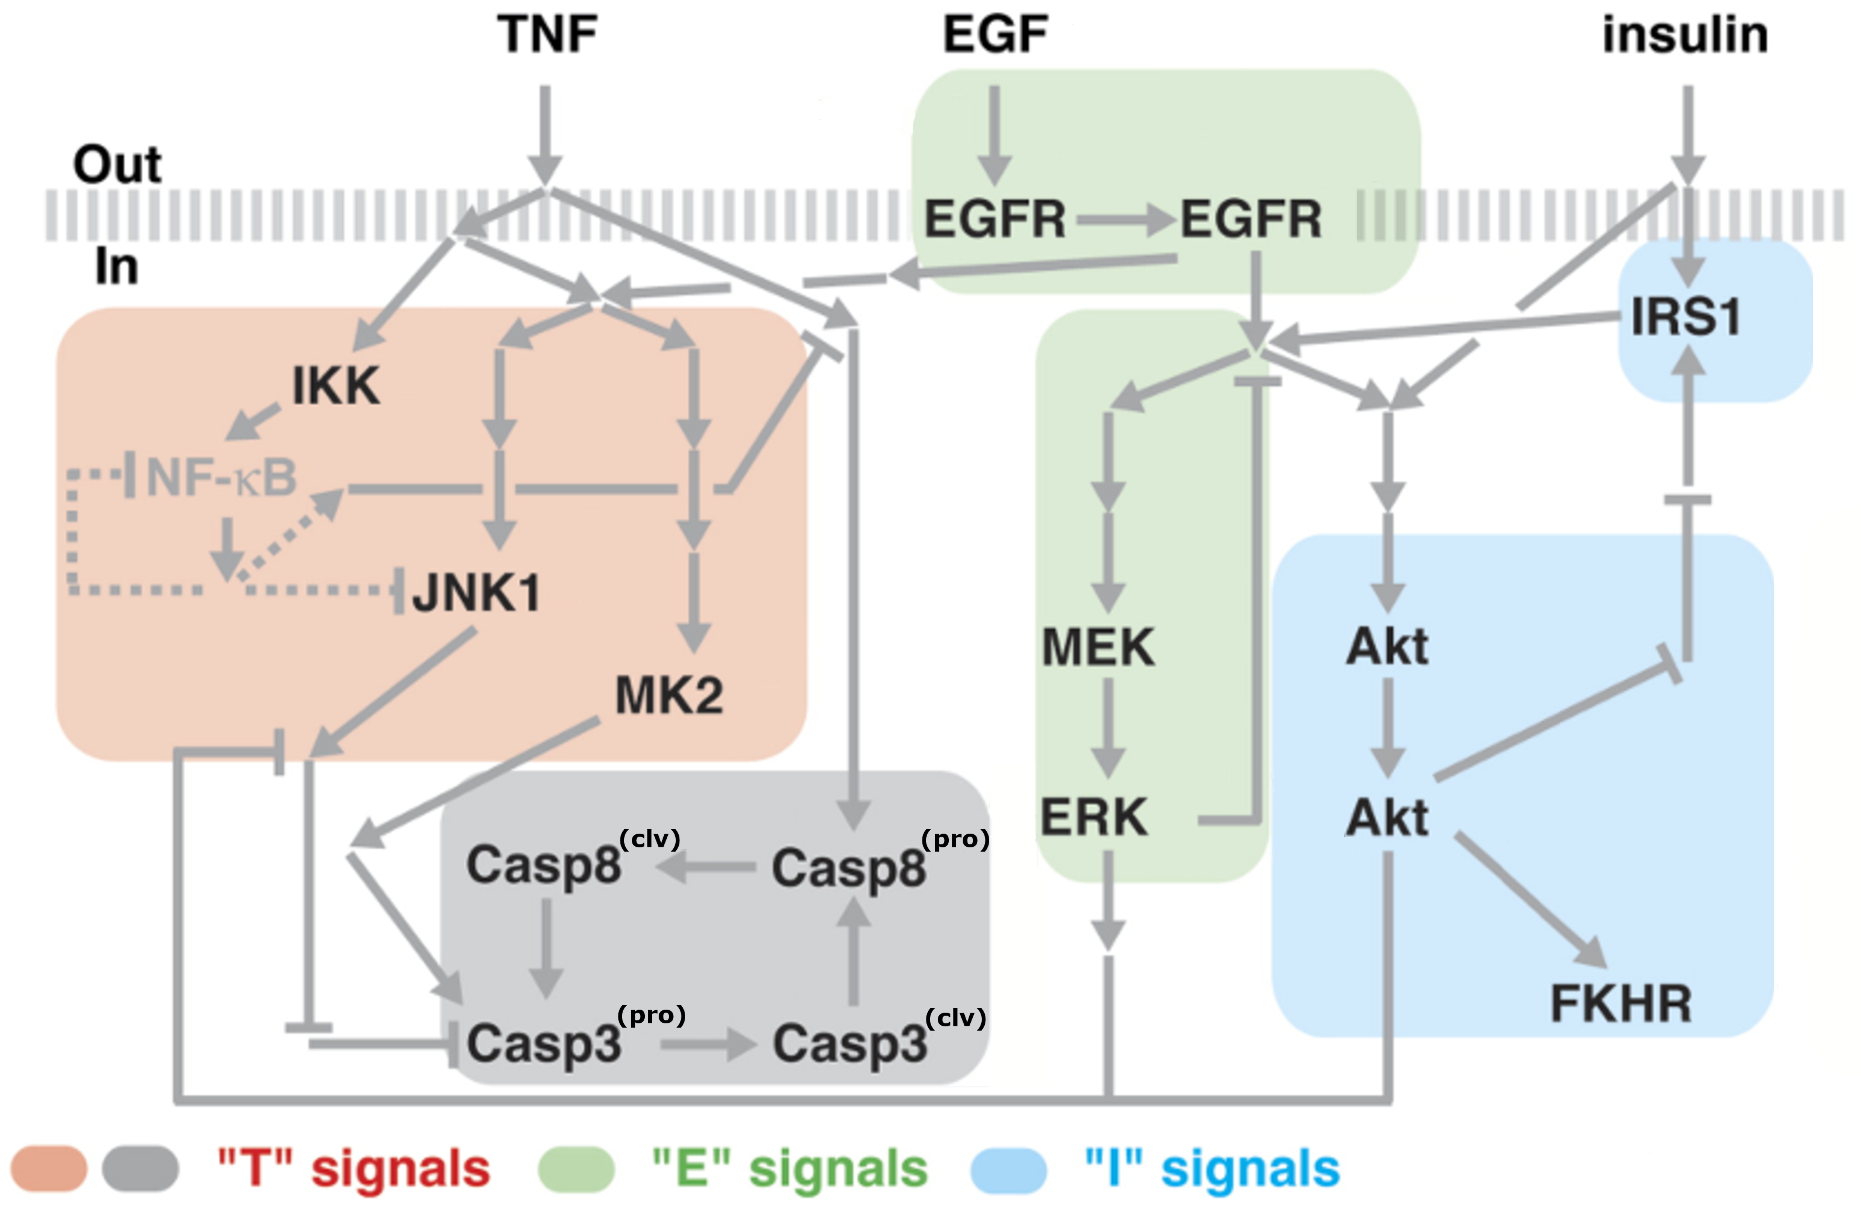 TNF EGF insulin
Out
EGFR EGFR
In
IRS1
IKK
NF-κB
JNK1
MEK Akt
MK2
ERK Akt
Casp8 (clv) Casp8 (pro)
FKHR
Casp3 (pro) Casp3 (clv)
"T" signals "E" signals "I" signals